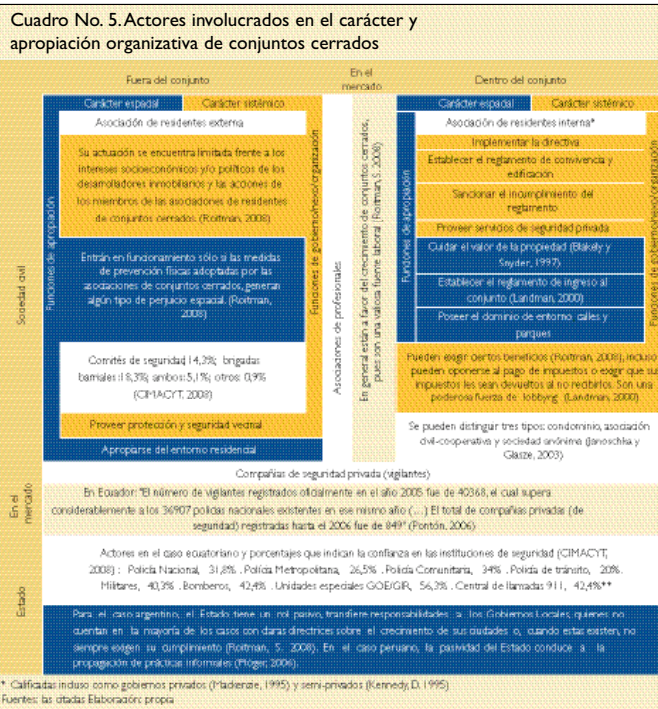 Cuadro No. 5. Actores involucrados en el carácter y
apropiación organizativa de conjuntos cerrados
Fuera del conjunto
En el
mercado
Dentro del conjunto
Carácter espacial
Carácter sistémico
Carácter espacial
Carácter sistémico
Sociedad civil
Funciones de apropiación
Asociación de residentes externa
Su actuación se encuentra limitada frente a los
intereses socioeconómicos y/o políticos de los
desarrolladores inmobiliarios y las acciones de
los miembros de las asociaciones de residentes
de conjuntos cerrados. (Roitman, 2008)
Entrán en funcionamiento sólo si las medidas
de prevención físicas adoptadas por las
asociaciones de conjuntos cerrados, generan
algún tipo de perjuicio espacial. (Roitman,
2008)
Comités de seguridad 14,3%; brigadas
barriales:18,3%; ambos:5,1%; otros: 0,9%
(CIMACYT, 2008)
Proveer protección y seguridad vecinal
Apropiarse del entorno residencial
Funciones de gobierno/nexo/organización
Asociaciones de profesionales
En general están a favor del crecimiento de conjuntos cerrados,
pues son una valiosa fuente laboral (Roitman, S. 2008)
Funciones de apropiación
Asociación de residentes interna*
Implementar la directiva
Establecer el reglamento de convivencia y
edificación
Sancionar el incumplimiento del
reglamento
Proveer servicios de seguridad privada
Cuidar el valor de la propiedad (Blakely y
Snyder, 1997)
Establecer el reglamento de ingreso al
conjunto (Landman, 2000)
Poseer el dominio de entorno: calles y
parques
Pueden exigir ciertos beneficios (Roitman, 2008), incluso
pueden oponerse al pago de impuestos o exigir que su
impuestos les sean devueltos al no recibirlos. Son una
poderosa fuerza de lobbyng (Landman, 2000)
Funciones de gobierno/nexo/organización
Se pueden distinguir tres tipos: condominio, asociación
civil-cooperativa y sociedad anónima (Janoschka y
Glasze, 2003)
En el
mercado
Compañías de seguridad privada (vigilantes)
En Ecuador: "El número de vigilantes registrados oficialmente en el año 2005 fue de 40368, el cual supera
considerablemente a los 36907 policías nacionales existentes en ese mismo año (…) El total de compañías privadas (de
seguridad) registradas hasta el 2006 fue de 849" (Pontón, 2006)
Estado
Actores en el caso ecuatoriano y porcentajes que indican la confianza en las instituciones de seguridad (CIMACYT,
2008) : Policía Nacional, 31,8% . Policía Metropolitana, 26,5% . Policía Comunitaria, 34% . Policía de tránsito, 20%.
Militares, 40,3% . Bomberos, 42,4% . Unidades especiales GOE/GIR, 56,3% . Central de llamadas 911, 42,4%**
Para el caso argentino, el Estado tiene un rol pasivo, transfiere responsabilidades a los Gobiernos Locales, quienes no
cuentan en la mayoría de los casos con claras directrices sobre el crecimiento de sus ciudades o, cuando estas existen, no
siempre exigen su cumplimiento (Roitman, S. 2008). En el caso peruano, la pasividad del Estado conduce a la
propagación de prácticas informales (Plöger, 2006).
* Calificadas incluso como gobiernos privados (Mackenzie, 1995) y semi-privados (Kennedy, D. 1995)
Fuentes: las citadas Elaboración: propia